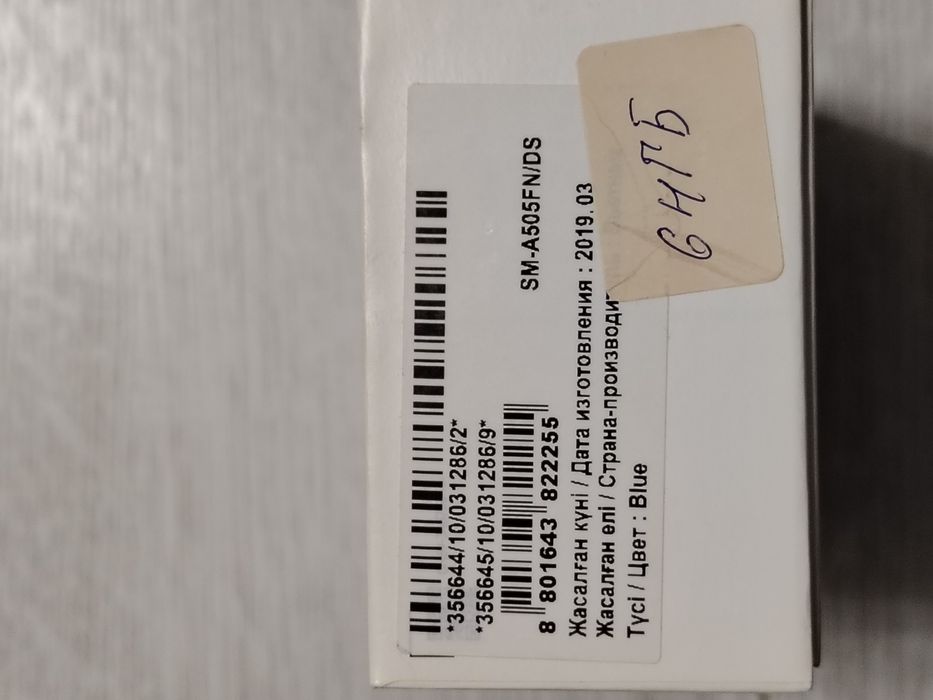 *356644/10/031286/2*
*356645/10/031286/9*
SM-A505FN/DS
8 801643 822255
Жасалған күні / Дата изготовления : 2019.03
Жасалған елі / Страна-производи
Түсі / Цвет : Blue
6НГБ